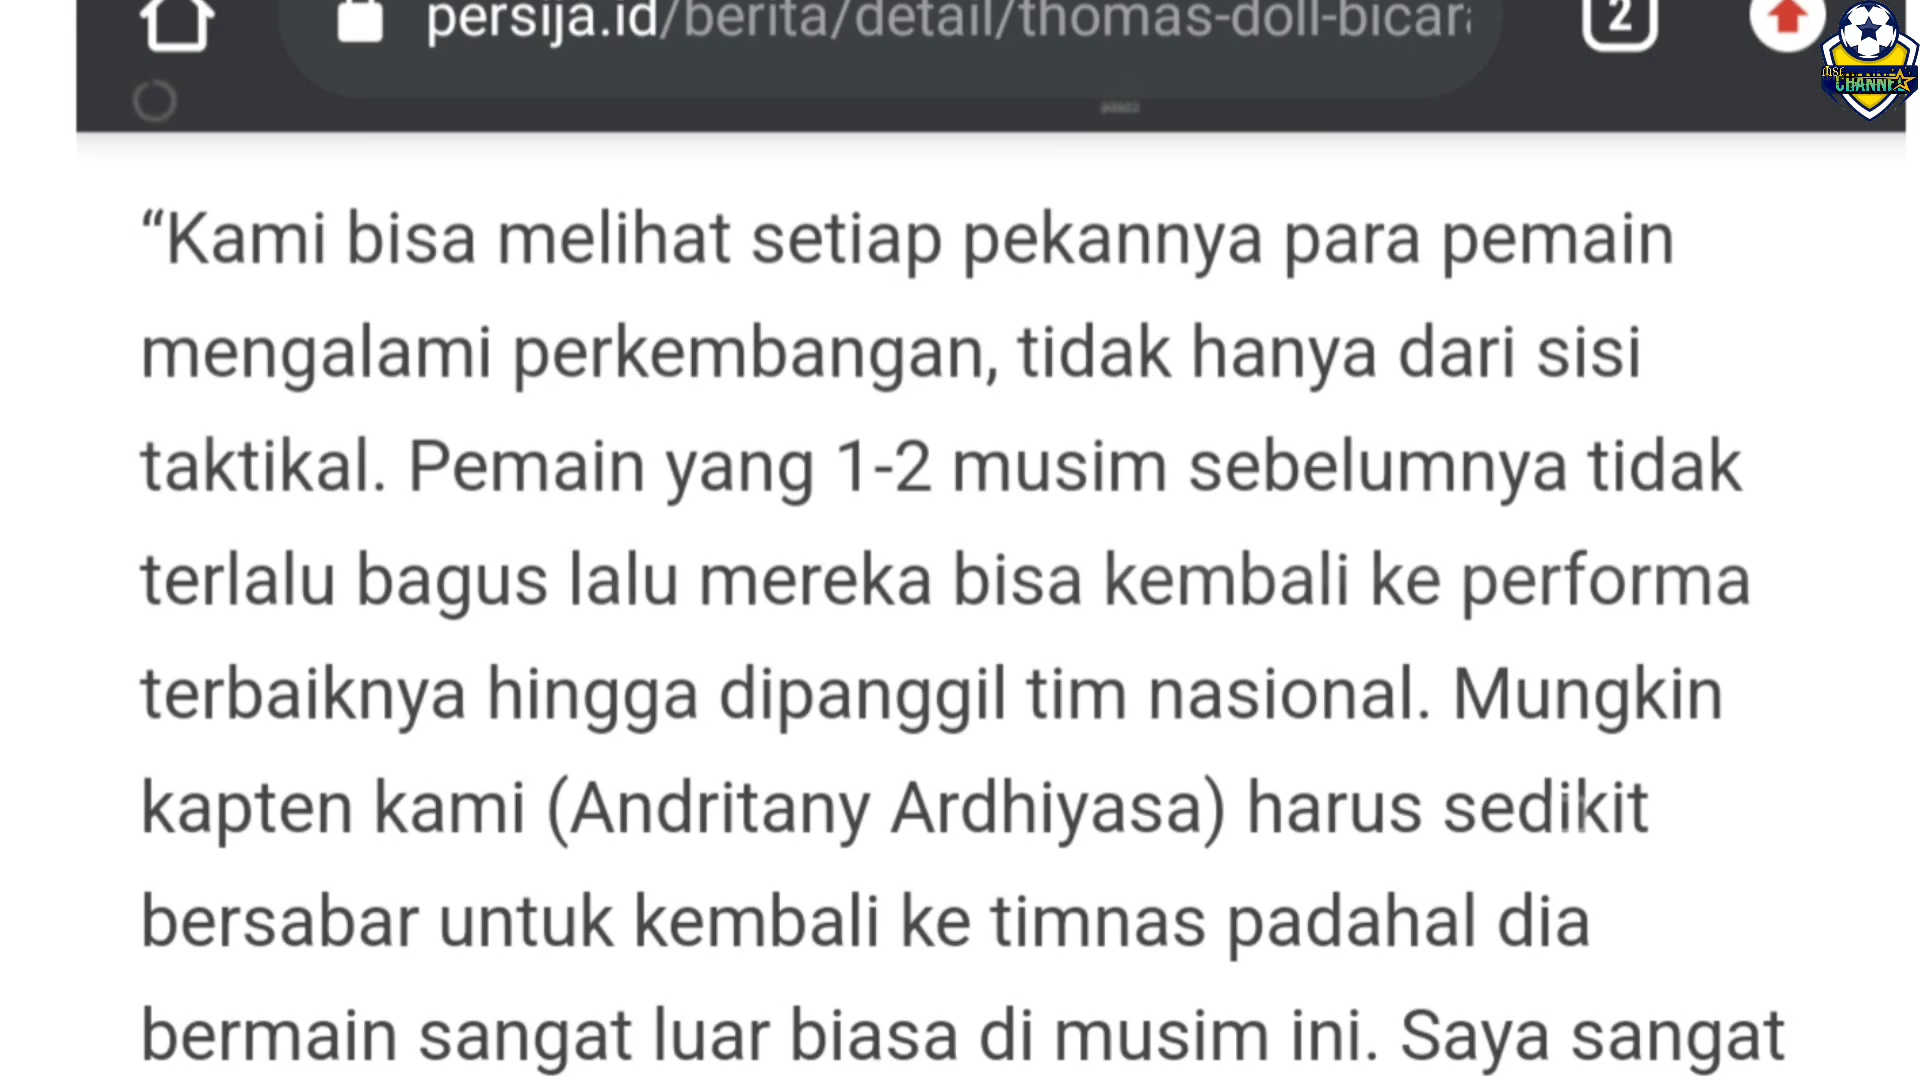 persija.id/berita/detail/thomas-doll-bicar
2
CHANNEL
“Kami bisa melihat setiap pekannya para pemain
mengalami perkembangan, tidak hanya dari sisi
taktikal. Pemain yang 1-2 musim sebelumnya tidak
terlalu bagus lalu mereka bisa kembali ke performa
terbaiknya hingga dipanggil tim nasional. Mungkin
kapten kami (Andritany Ardhiyasa) harus sedikit
bersabar untuk kembali ke timnas padahal dia
bermain sangat luar biasa di musim ini. Saya sangat